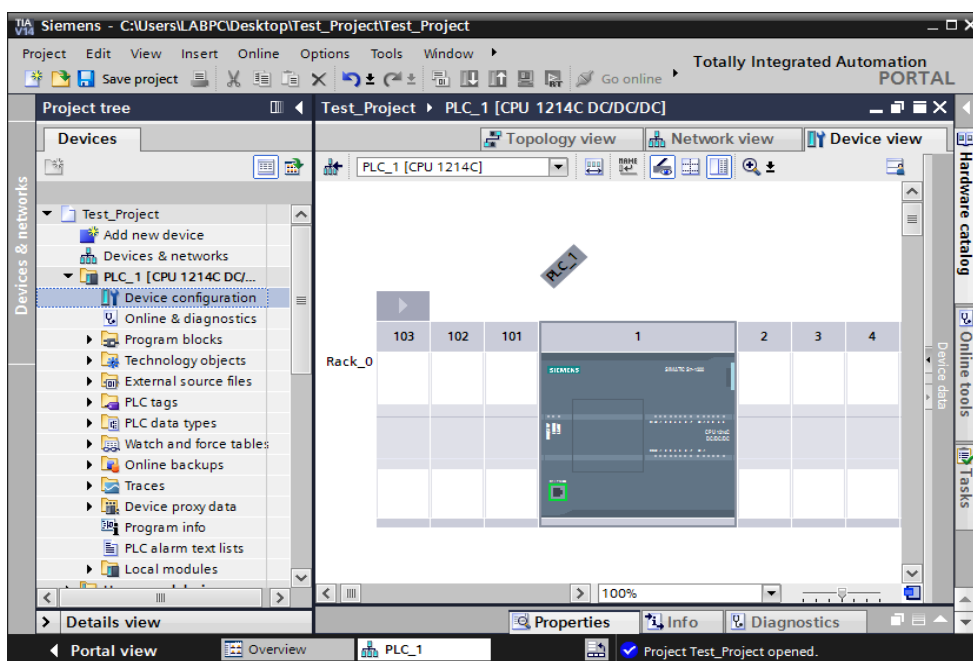 TIA V14 Siemens - C:\Users\LABPC\Desktop\Test_Project\Test_Project
Project Edit View Insert Online Options Tools Window
Totally Integrated Automation
PORTAL
Save project
Go online
Project tree
Test_Project ▸ PLC_1 [CPU 1214C DC/DC/DC]
Devices
Topology view
Network view
Device view
PLC_1 [CPU 1214C]
Devices & networks
Test_Project
Add new device
Devices & networks
PLC_1 [CPU 1214C DC/...
Device configuration
Online & diagnostics
Program blocks
Technology objects
External source files
PLC tags
PLC data types
Watch and force tables
Online backups
Traces
Device proxy data
Program info
PLC alarm text lists
Local modules
PLC_1
103 102 101 1 2 3 4
Rack_0
SIEMENS
Device data
Hardware catalog
Online tools
Tasks
100%
Details view
Properties
Info
Diagnostics
Portal view
Overview
PLC_1
Project Test_Project opened.